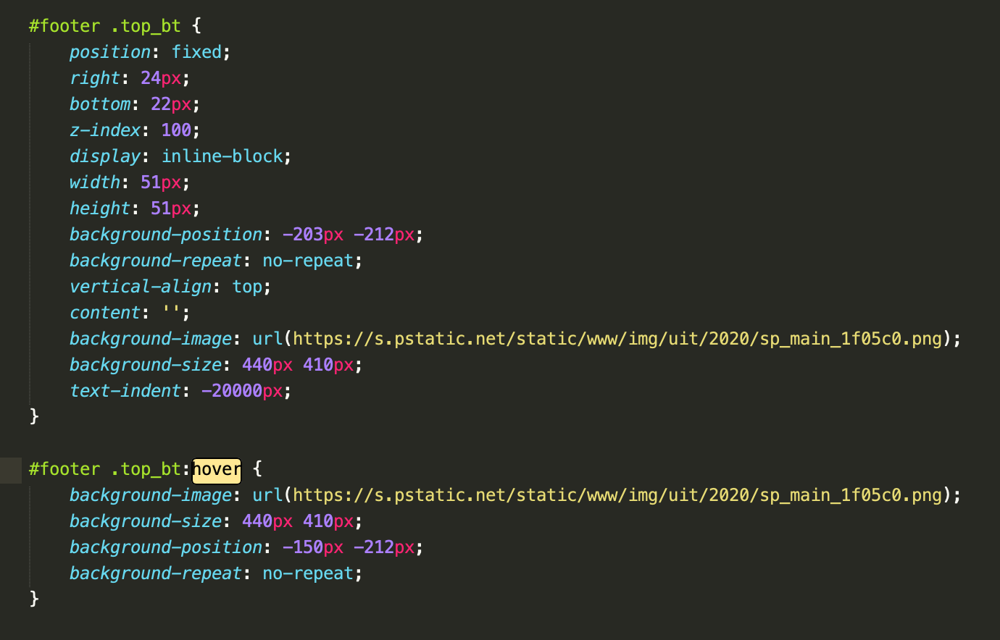 #footer .top_bt {
    position: fixed;
    right: 24px;
    bottom: 22px;
    z-index: 100;
    display: inline-block;
    width: 51px;
    height: 51px;
    background-position: -203px -212px;
    background-repeat: no-repeat;
    vertical-align: top;
    content: '';
    background-image: url(https://s.pstatic.net/static/www/img/uit/2020/sp_main_1f05c0.png);
    background-size: 440px 410px;
    text-indent: -20000px;
}
#footer .top_bt:hover {
    background-image: url(https://s.pstatic.net/static/www/img/uit/2020/sp_main_1f05c0.png);
    background-size: 440px 410px;
    background-position: -150px -212px;
    background-repeat: no-repeat;
}